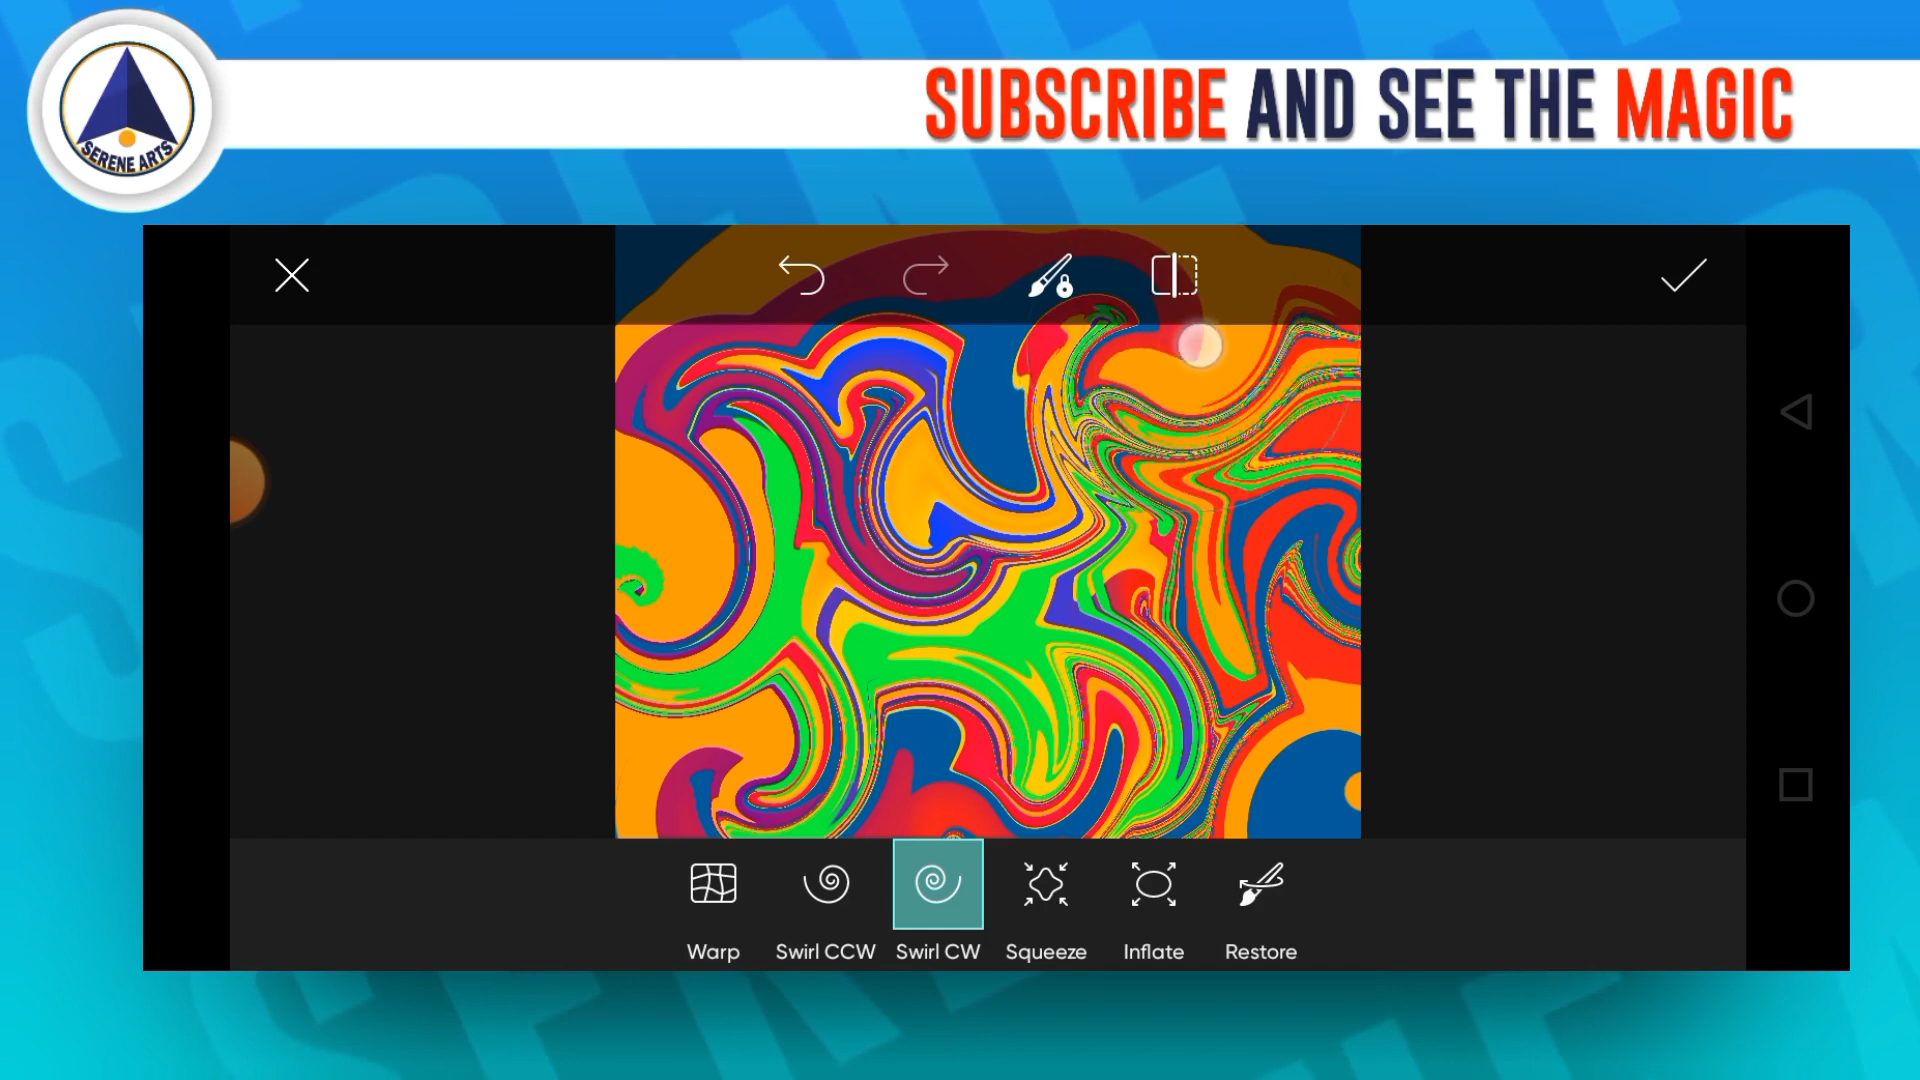 SUBSCRIBE AND SEE THE MAGIC
SERENE ARTS
Warp
Swirl CCW
Swirl CW
Squeeze
Inflate
Restore